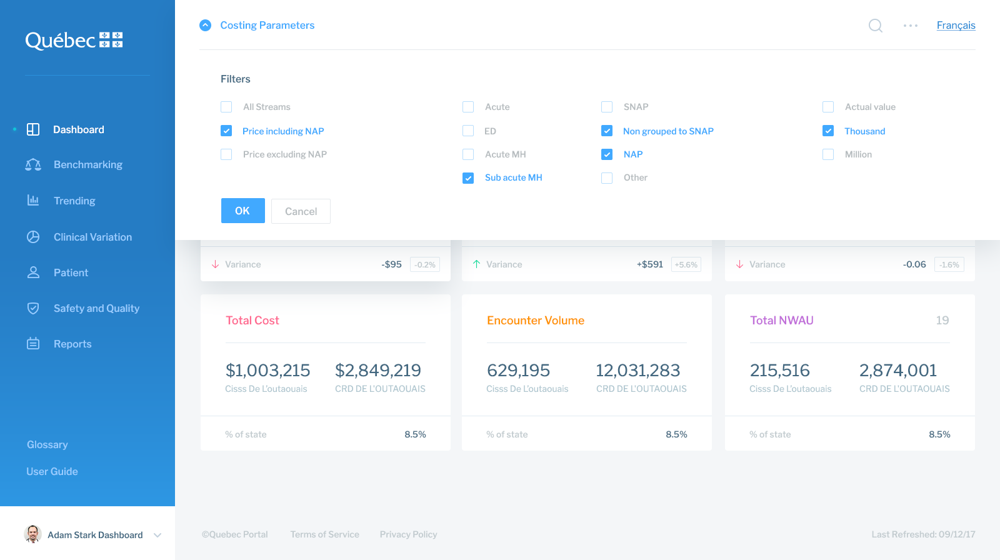 Québec
Dashboard
Benchmarking
Trending
Clinical Variation
Patient
Safety and Quality
Reports
Glossary
User Guide
Adam Stark Dashboard
Costing Parameters
Français
Filters
All Streams
Price including NAP
Price excluding NAP
Acute
ED
Acute MH
Sub acute MH
SNAP
Non grouped to SNAP
NAP
Other
Actual value
Thousand
Million
OK
Cancel
Variance -$95 -0.2%
Variance +$591 +5.6%
Variance -0.06 -1.6%
Total Cost
$1,003,215 $2,849,219
Cisss De L'outaouais CRD DE L'OUTAOUAIS
% of state 8.5%
Encounter Volume
629,195 12,031,283
Cisss De L'outaouais CRD DE L'OUTAOUAIS
% of state 8.5%
Total NWAU 19
215,516 2,874,001
Cisss De L'outaouais CRD DE L'OUTAOUAIS
% of state 8.5%
©Quebec Portal Terms of Service Privacy Policy Last Refreshed: 09/12/17